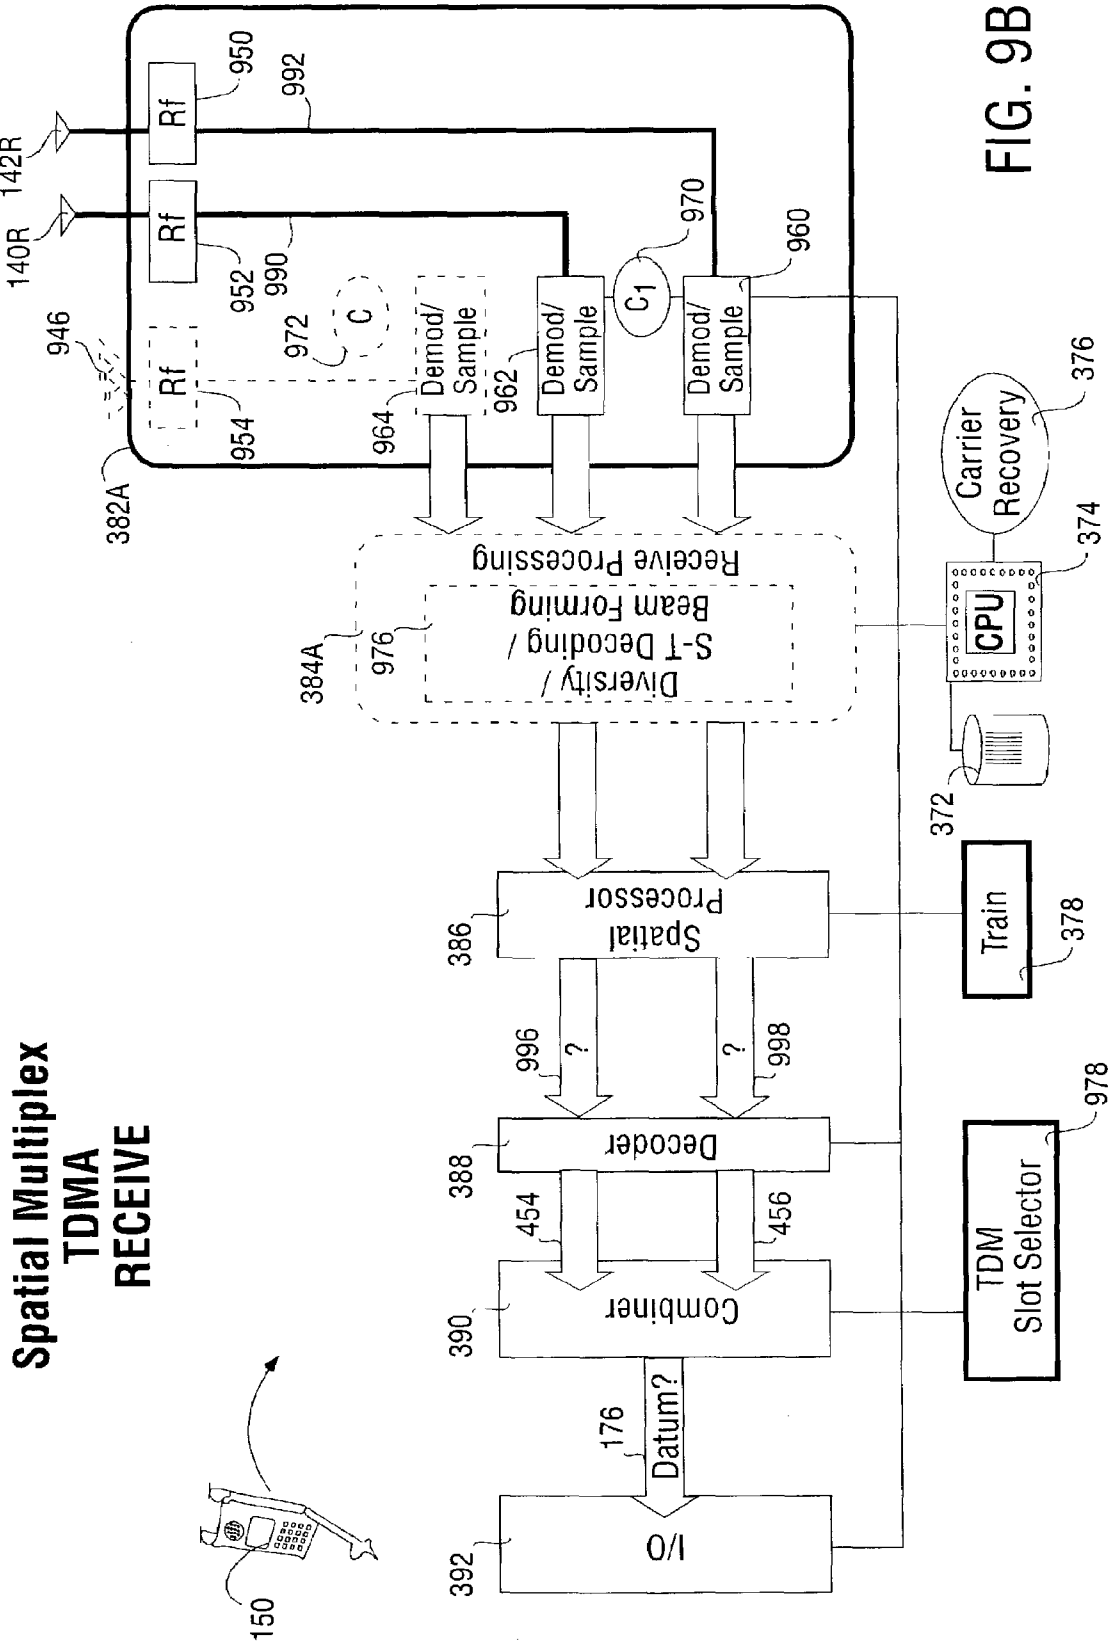 Spatial Multiplex
TDMA
RECEIVE
150
392
I/O
176
Datum?
390
Combiner
454
456
388
Decoder
996
?
998
?
386
Spatial
Processor
384A
976
Diversity /
S-T Decoding /
Beam Forming
Receive Processing
382A
946
954
Rf
140R
952
Rf
142R
950
Rf
990
992
972
C
964
Demod/
Sample
962
Demod/
Sample
970
C1
960
Demod/
Sample
TDM
Slot Selector
978
Train
378
372
CPU
374
Carrier
Recovery
376
FIG. 9B